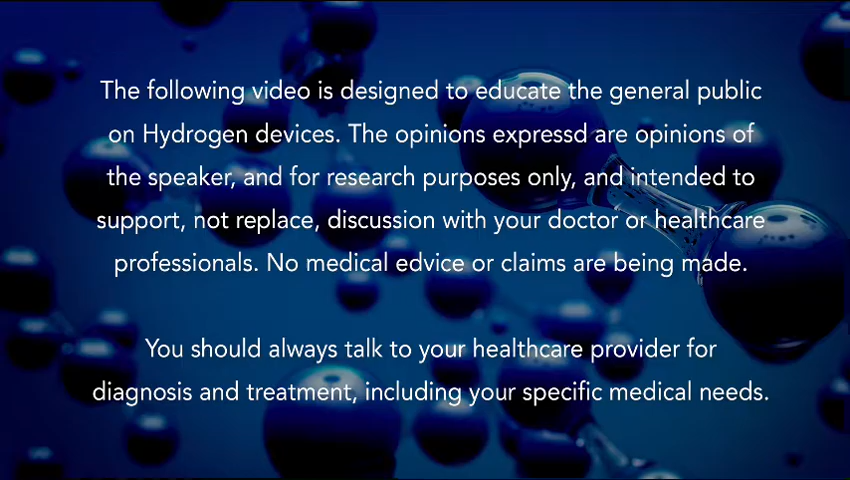 The following video is designed to educate the general public
on Hydrogen devices. The opinions expressd are opinions of
the speaker, and for research purposes only, and intended to
support, not replace, discussion with your doctor or healthcare
professionals. No medical edvice or claims are being made.
You should always talk to your healthcare provider for
diagnosis and treatment, including your specific medical needs.